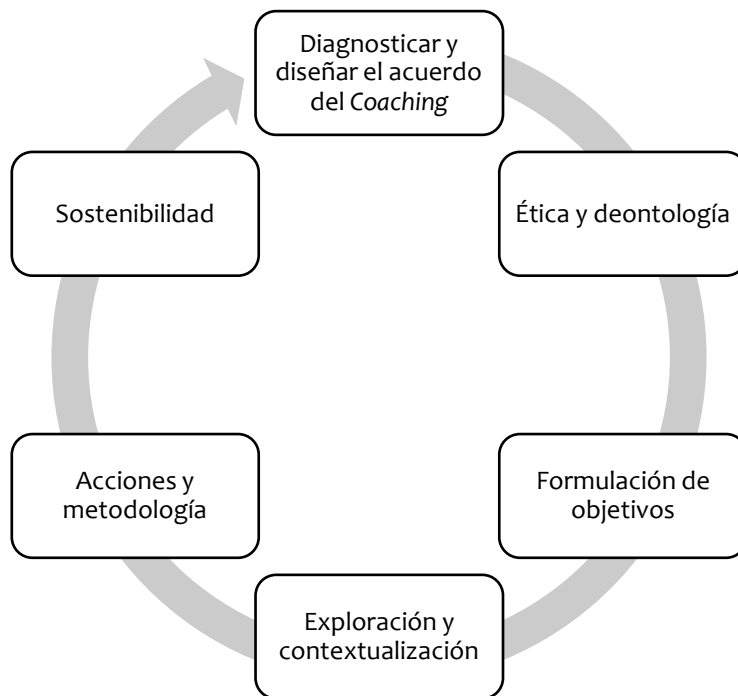 Diagnosticar y
diseñar el acuerdo
del Coaching
Ética y deontología
Formulación de
objetivos
Exploración y
contextualización
Acciones y
metodología
Sostenibilidad